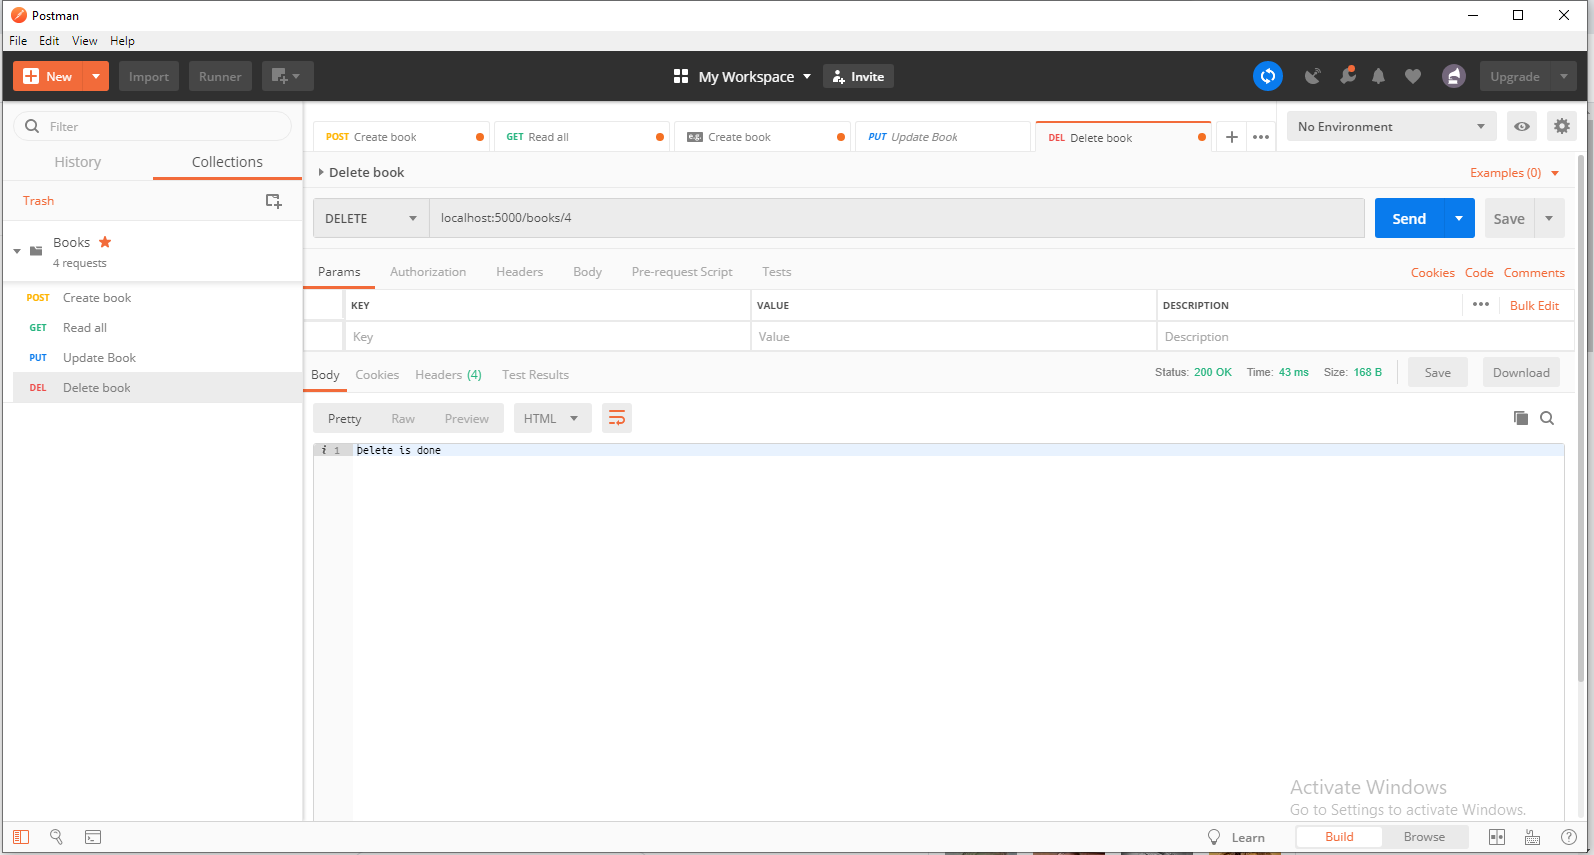 Postman
File Edit View Help
New Import Runner My Workspace Invite Upgrade
Filter
History Collections
Trash
Books
4 requests
POST Create book
GET Read all
PUT Update Book
DEL Delete book
POST Create book GET Read all e.g. Create book PUT Update Book DEL Delete book
No Environment
Delete book Examples (0)
DELETE localhost:5000/books/4 Send Save
Params Authorization Headers Body Pre-request Script Tests Cookies Code Comments
KEY VALUE DESCRIPTION Bulk Edit
Key Value Description
Body Cookies Headers (4) Test Results Status: 200 OK Time: 43 ms Size: 168 B Save Download
Pretty Raw Preview HTML
i 1 Delete is done
Activate Windows
Go to Settings to activate Windows.
Learn Build Browse